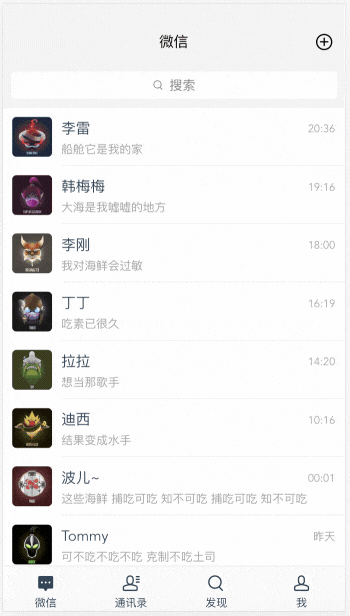 微信
搜索
李雷 20:36
船舱它是我的家
韩梅梅 19:16
大海是我嘘嘘的地方
李刚 18:00
我对海鲜会过敏
丁丁 16:19
吃素已很久
拉拉 14:20
想当那歌手
迪西 10:16
结果变成水手
波儿~ 00:01
这些海鲜 捕吃可吃 知不可吃 捕吃可吃 知不可吃
Tommy 昨天
可不吃不吃不吃 克制不吃土司
微信 通讯录 发现 我